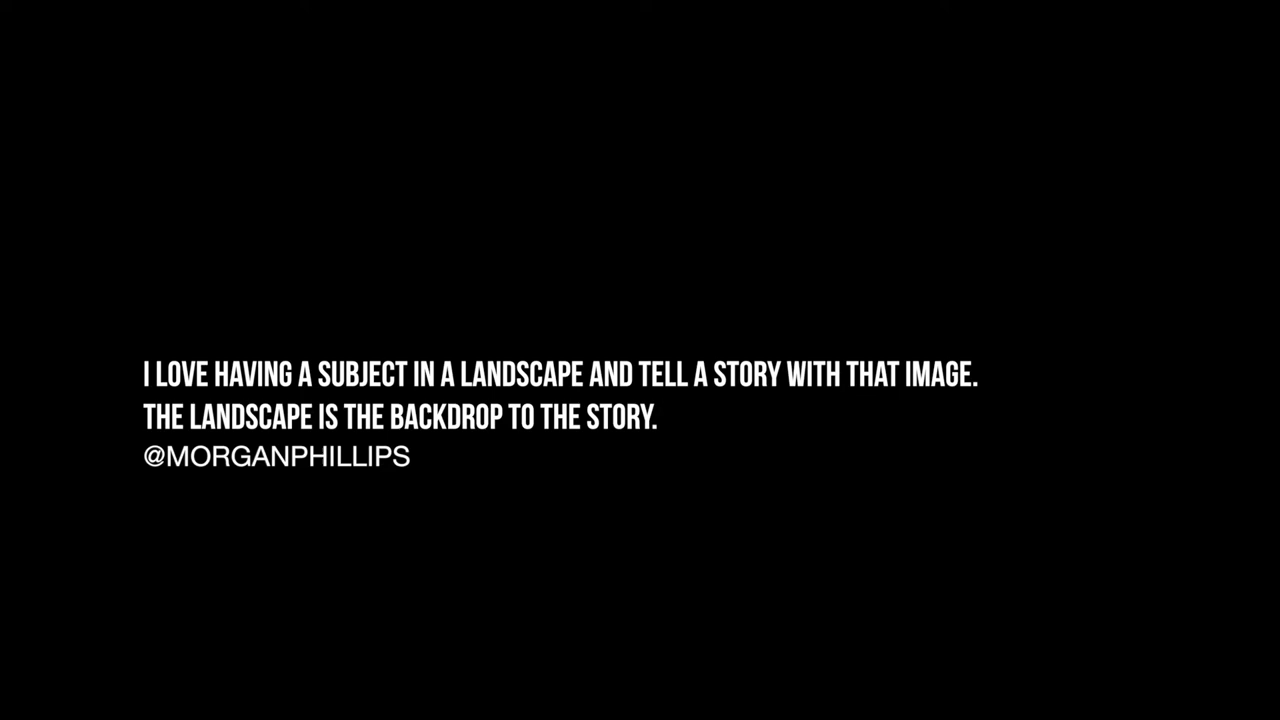 I LOVE HAVING A SUBJECT IN A LANDSCAPE AND TELL A STORY WITH THAT IMAGE.
THE LANDSCAPE IS THE BACKDROP TO THE STORY.
@MORGANPHILLIPS